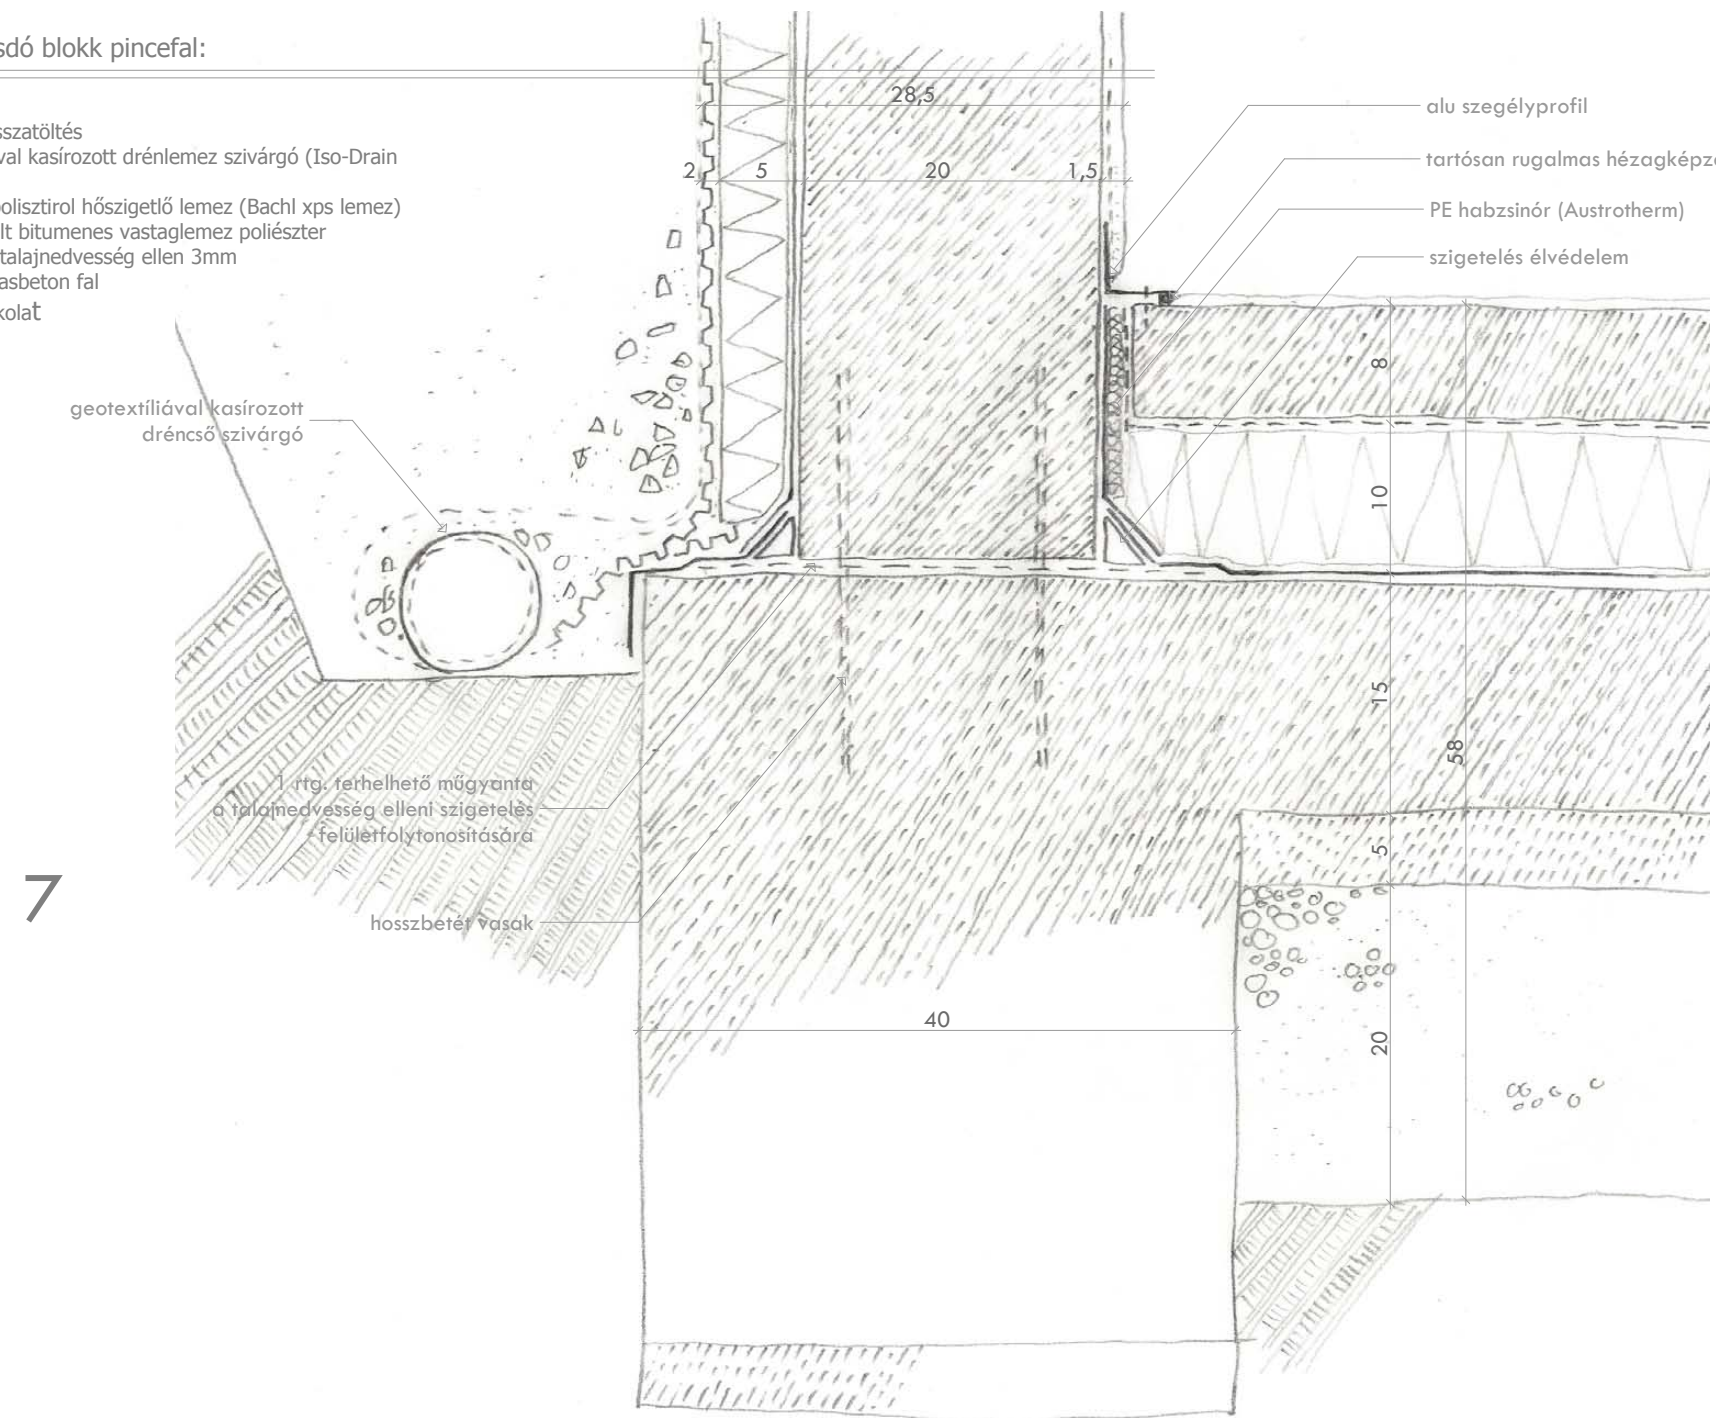 sdó blokk pincefal:
sszatöltés
val kasírozott drénlemez szivárgó (Iso-Drain
polisztirol hőszigetlő lemez (Bachl xps lemez)
lt bitumenes vastaglemez poliészter
talajnedvesség ellen 3mm
asbeton fal
kolat
28,5
2 5 20 1,5
alu szegélyprofil
tartósan rugalmas hézagképz
PE habzsinór (Austrotherm)
szigetelés élvédelem
geotextíliával kasírozott
dréncső szivárgó
8
10
15
58
5
20
1 rtg. terhelhető műgyanta
a talajnedvesség elleni szigetelés
felületfolytonosítására
hosszbetét vasak
7
40